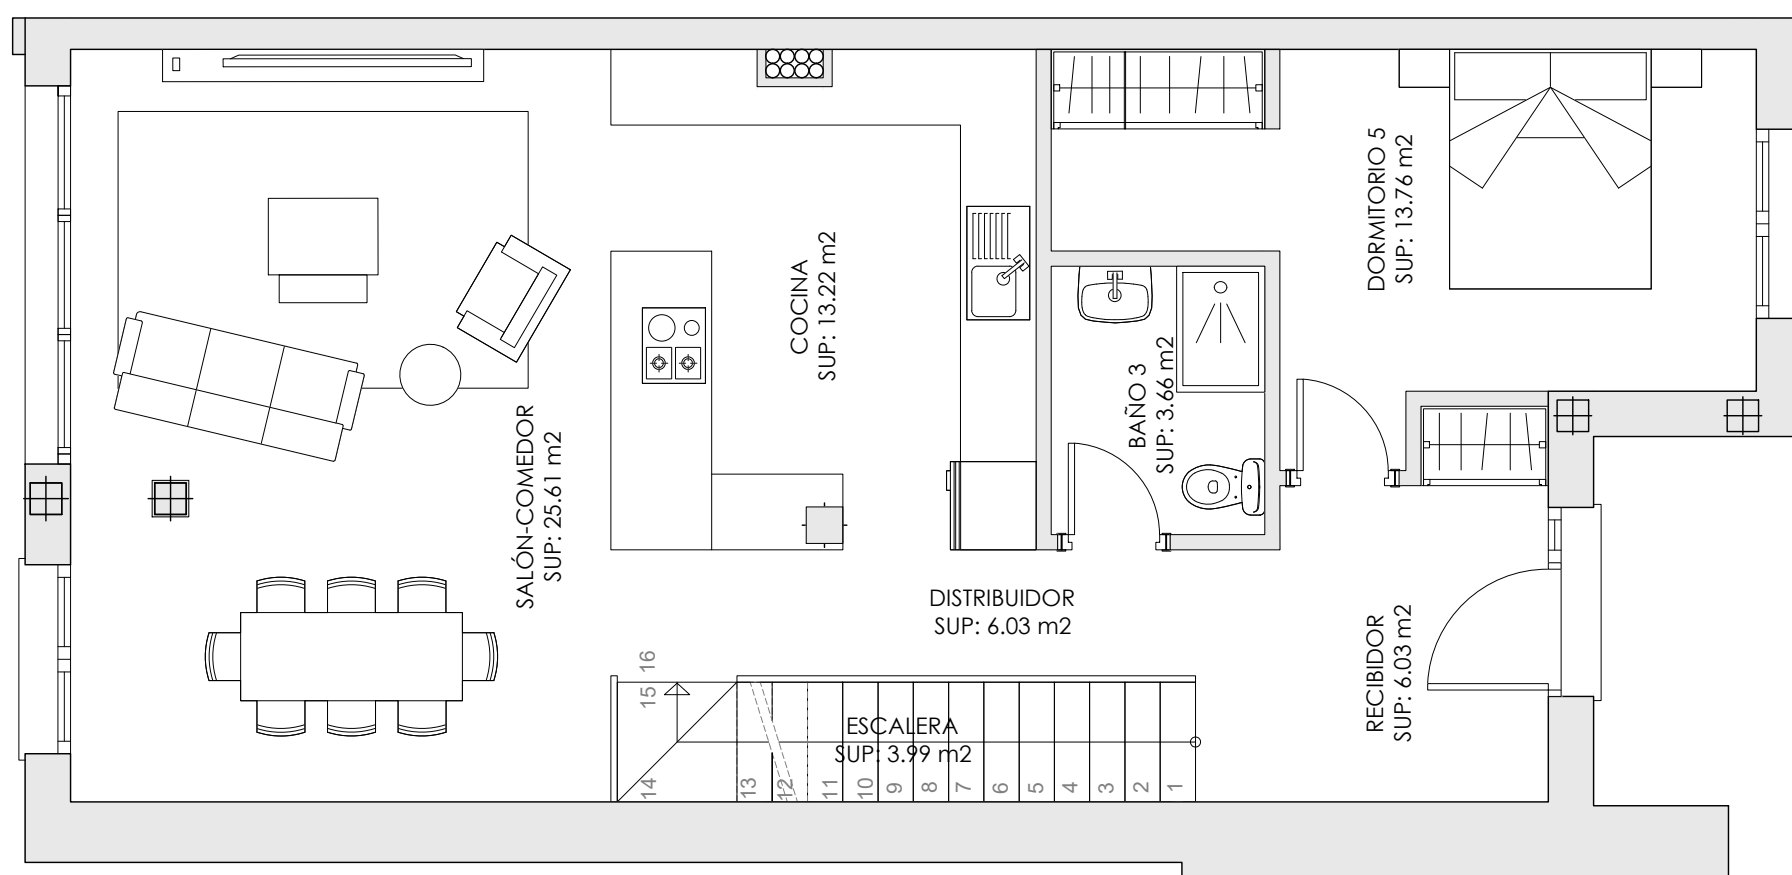 SALÓN-COMEDOR
SUP: 25.61 m2
COCINA
SUP: 13.22 m2
BAÑO 3
SUP: 3.66 m2
DORMITORIO 5
SUP: 13.76 m2
DISTRIBUIDOR
SUP: 6.03 m2
RECIBIDOR
SUP: 6.03 m2
ESCALERA
SUP: 3.99 m2
16
15
14
13
12
11
10
9
8
7
6
5
4
3
2
1